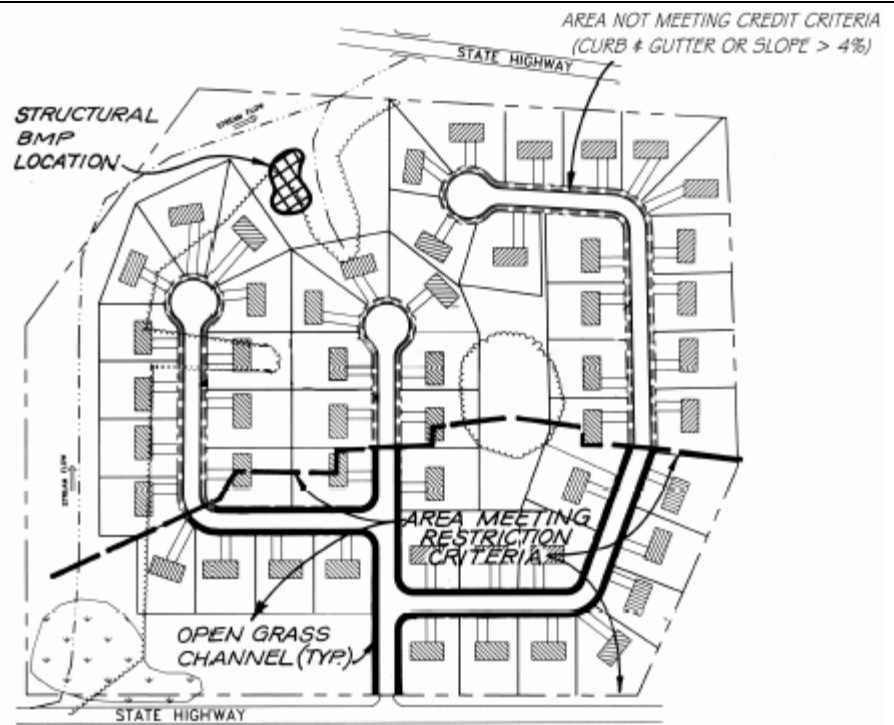 AREA NOT MEETING CREDIT CRITERIA
(CURB & GUTTER OR SLOPE > 4%)
STATE HIGHWAY
STRUCTURAL
BMP
LOCATION
STREAM FLOW
STREAM FLOW
AREA MEETING
RESTRICTION
CRITERIA
OPEN GRASS
CHANNEL (TYP.)
STATE HIGHWAY